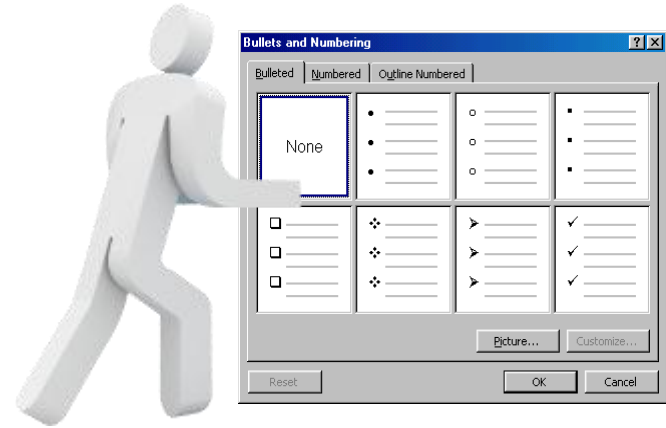 Bullets and Numbering
Bulleted Numbered Outline Numbered
None
Picture... Customize...
Reset OK Cancel